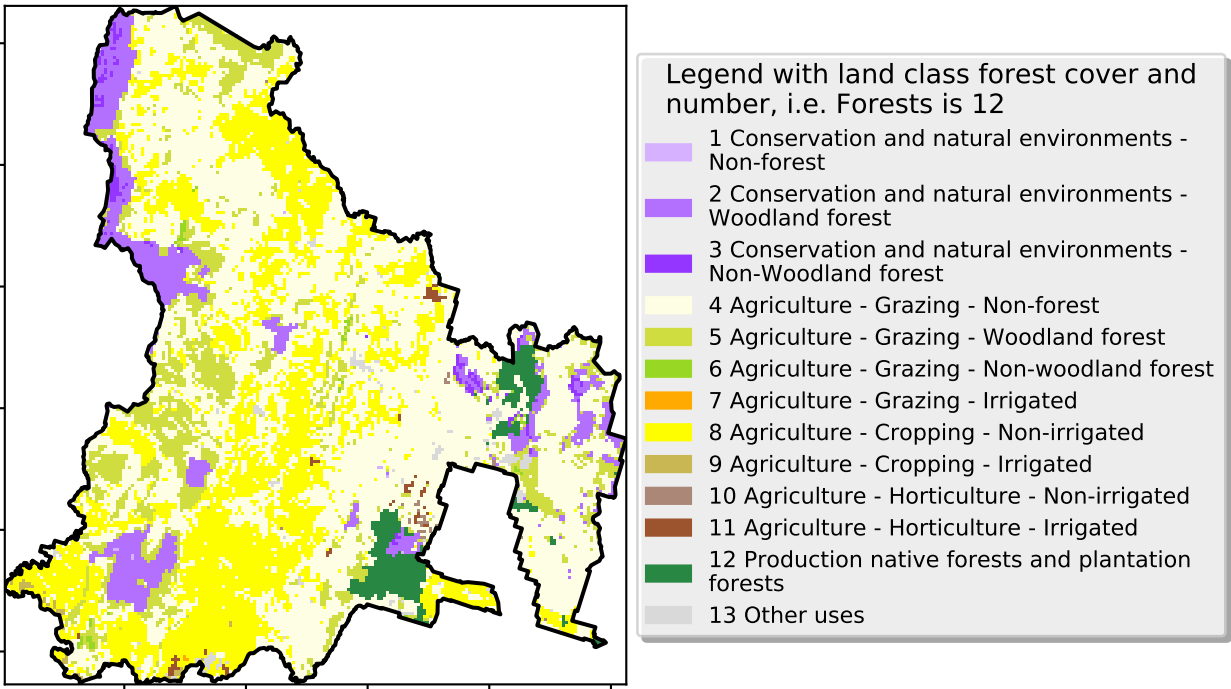 Legend with land class forest cover and
number, i.e. Forests is 12
1 Conservation and natural environments -
Non-forest
2 Conservation and natural environments -
Woodland forest
3 Conservation and natural environments -
Non-Woodland forest
4 Agriculture - Grazing - Non-forest
5 Agriculture - Grazing - Woodland forest
6 Agriculture - Grazing - Non-woodland forest
7 Agriculture - Grazing - Irrigated
8 Agriculture - Cropping - Non-irrigated
9 Agriculture - Cropping - Irrigated
10 Agriculture - Horticulture - Non-irrigated
11 Agriculture - Horticulture - Irrigated
12 Production native forests and plantation
forests
13 Other uses